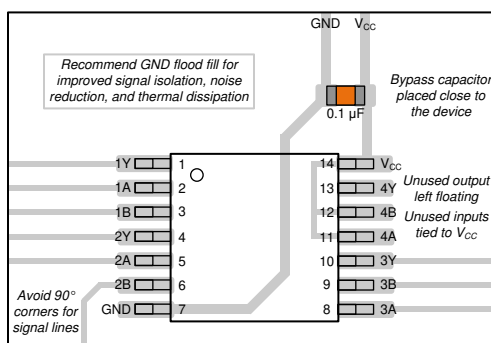 GND VCC
Recommend GND flood fill for
improved signal isolation, noise
reduction, and thermal dissipation
Bypass capacitor
placed close to
the device
0.1 µF
1Y 1 14 VCC
1A 2 13 4Y
1B 3 12 4B
2Y 4 11 4A
2A 5 10 3Y
2B 6 9 3B
GND 7 8 3A
Unused output
left floating
Unused inputs
tied to VCC
Avoid 90°
corners for
signal lines